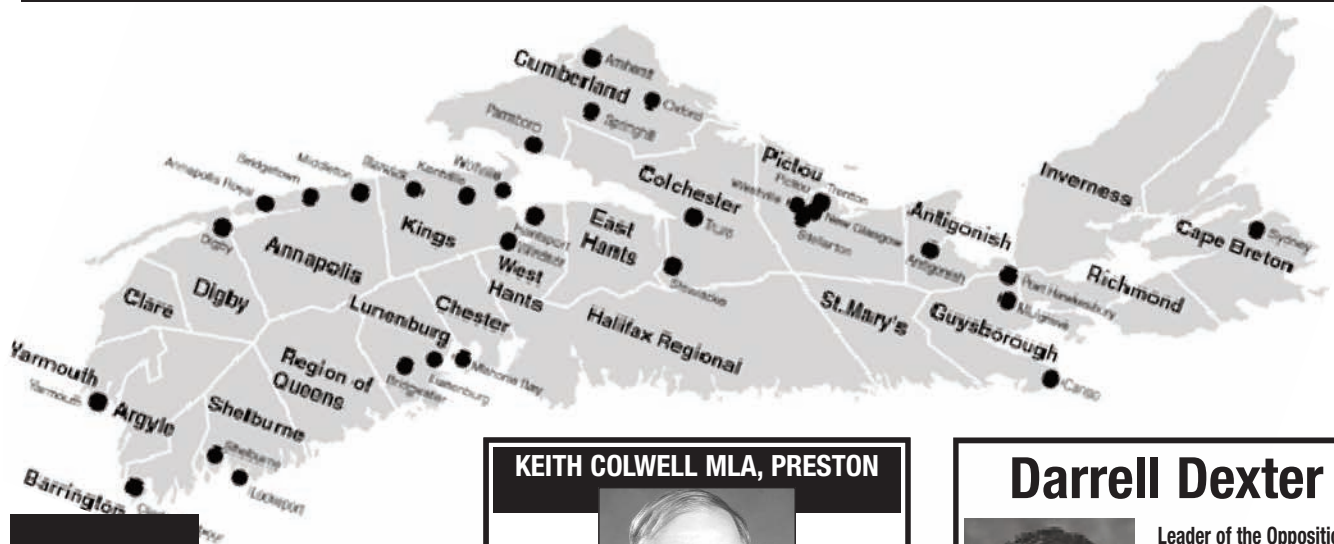 Cumberland
Amherst
Oxford
Springhill
Parrsboro
Pictou
Westville
Pictou
Trenton
New Glasgow
Stellarton
Colchester
Truro
Stewiacke
Antigonish
Antigonish
Inverness
Cape Breton
Sydney
Richmond
Port Hawkesbury
Mulgrave
Guysborough
Canso
St. Mary's
Halifax Regional
East
Hants
Hantsport
Windsor
West
Hants
Wolfville
Kentville
Berwick
Middleton
Bridgetown
Annapolis Royal
Digby
Kings
Annapolis
Digby
Clare
Lunenburg
Chester
Mahone Bay
Lunenburg
Bridgewater
Region of
Queens
Shelburne
Shelburne
Lockeport
Yarmouth
Yarmouth
Argyle
Barrington
KEITH COLWELL MLA, PRESTON
Darrell Dexter